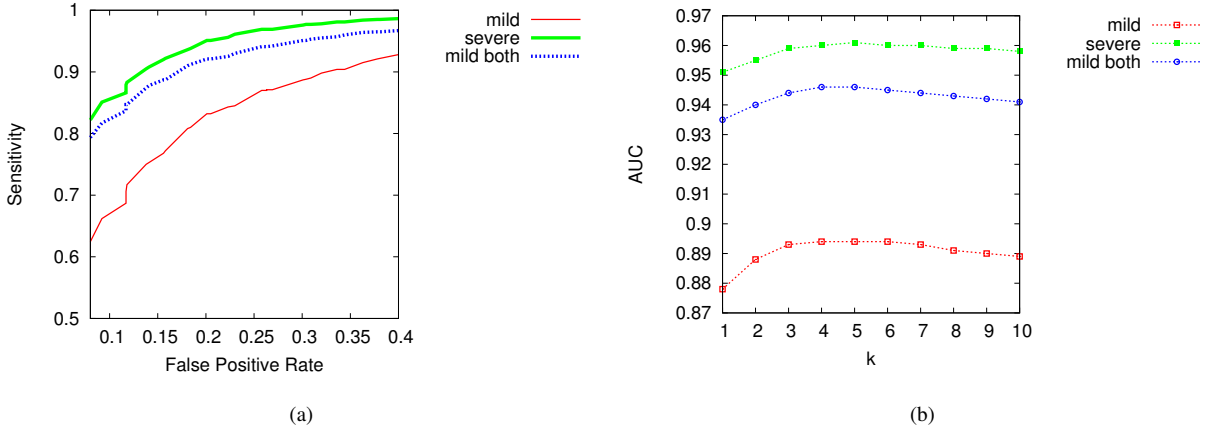 mild
severe
mild both
1
0.9
0.8
0.7
0.6
0.5
Sensitivity
0.1 0.15 0.2 0.25 0.3 0.35 0.4
False Positive Rate
(a)
mild
severe
mild both
0.97
0.96
0.95
0.94
0.93
0.92
0.91
0.9
0.89
0.88
0.87
AUC
1 2 3 4 5 6 7 8 9 10
k
(b)